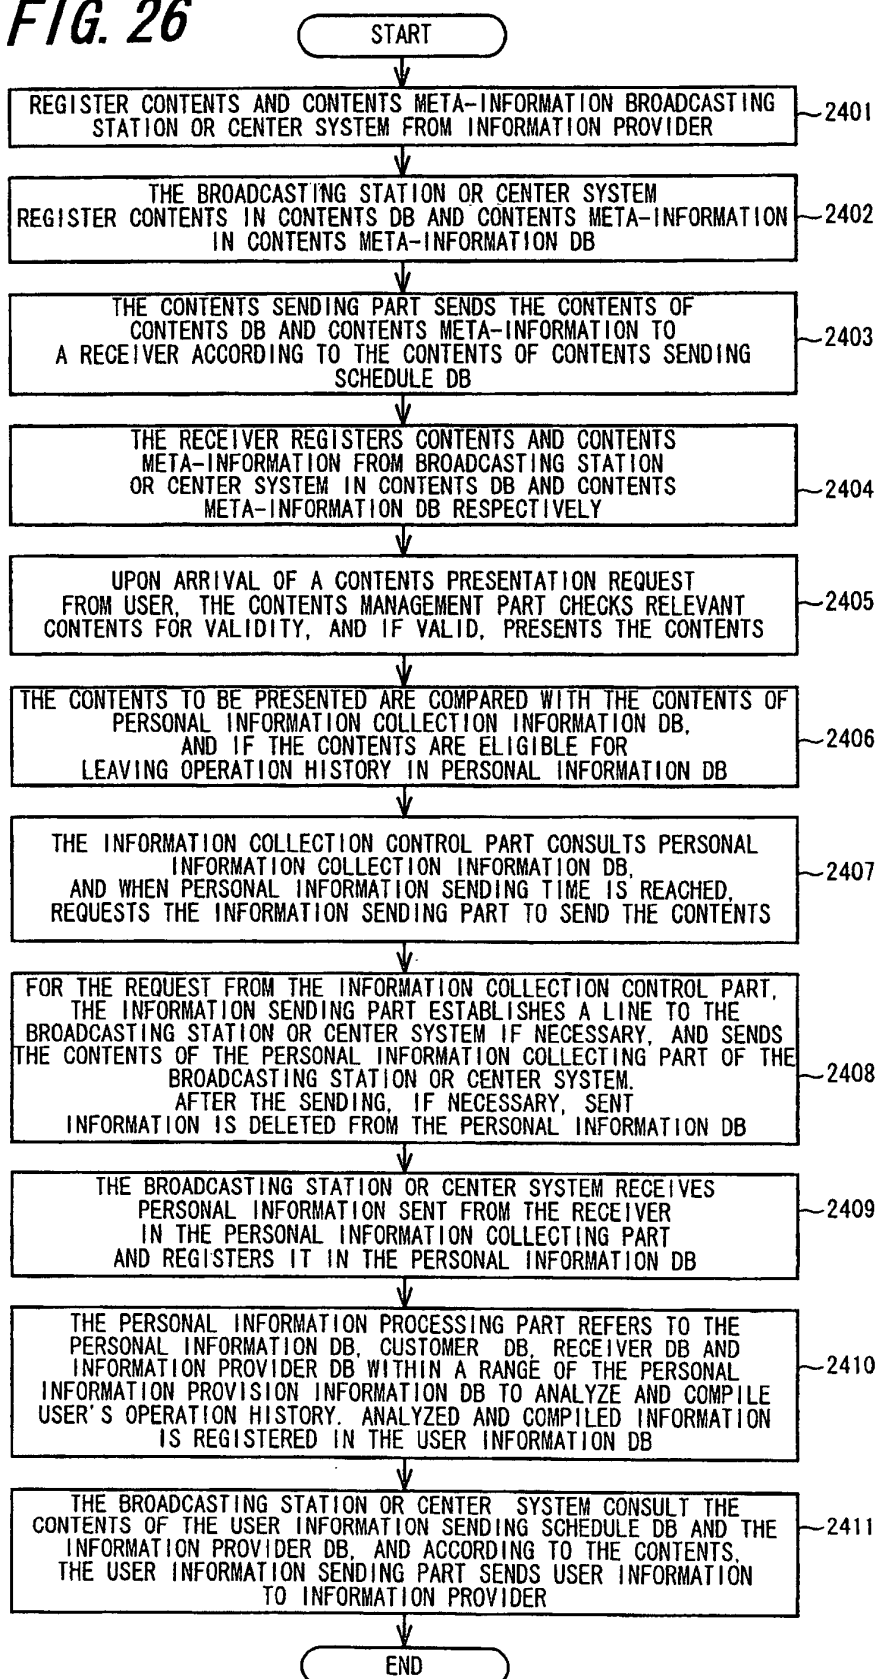 FIG. 26
START
REGISTER CONTENTS AND CONTENTS META-INFORMATION BROADCASTING
STATION OR CENTER SYSTEM FROM INFORMATION PROVIDER
2401
THE BROADCASTING STATION OR CENTER SYSTEM
REGISTER CONTENTS IN CONTENTS DB AND CONTENTS META-INFORMATION
IN CONTENTS META-INFORMATION DB
2402
THE CONTENTS SENDING PART SENDS THE CONTENTS OF
CONTENTS DB AND CONTENTS META-INFORMATION TO
A RECEIVER ACCORDING TO THE CONTENTS OF CONTENTS SENDING
SCHEDULE DB
2403
THE RECEIVER REGISTERS CONTENTS AND CONTENTS
META-INFORMATION FROM BROADCASTING STATION
OR CENTER SYSTEM IN CONTENTS DB AND CONTENTS
META-INFORMATION DB RESPECTIVELY
2404
UPON ARRIVAL OF A CONTENTS PRESENTATION REQUEST
FROM USER, THE CONTENTS MANAGEMENT PART CHECKS RELEVANT
CONTENTS FOR VALIDITY, AND IF VALID, PRESENTS THE CONTENTS
2405
THE CONTENTS TO BE PRESENTED ARE COMPARED WITH THE CONTENTS OF
PERSONAL INFORMATION COLLECTION INFORMATION DB,
AND IF THE CONTENTS ARE ELIGIBLE FOR
LEAVING OPERATION HISTORY IN PERSONAL INFORMATION DB
2406
THE INFORMATION COLLECTION CONTROL PART CONSULTS PERSONAL
INFORMATION COLLECTION INFORMATION DB,
AND WHEN PERSONAL INFORMATION SENDING TIME IS REACHED,
REQUESTS THE INFORMATION SENDING PART TO SEND THE CONTENTS
2407
FOR THE REQUEST FROM THE INFORMATION COLLECTION CONTROL PART,
THE INFORMATION SENDING PART ESTABLISHES A LINE TO THE
BROADCASTING STATION OR CENTER SYSTEM IF NECESSARY, AND SENDS
THE CONTENTS OF THE PERSONAL INFORMATION COLLECTING PART OF THE
BROADCASTING STATION OR CENTER SYSTEM.
AFTER THE SENDING, IF NECESSARY, SENT
INFORMATION IS DELETED FROM THE PERSONAL INFORMATION DB
2408
THE BROADCASTING STATION OR CENTER SYSTEM RECEIVES
PERSONAL INFORMATION SENT FROM THE RECEIVER
IN THE PERSONAL INFORMATION COLLECTING PART
AND REGISTERS IT IN THE PERSONAL INFORMATION DB
2409
THE PERSONAL INFORMATION PROCESSING PART REFERS TO THE
PERSONAL INFORMATION DB, CUSTOMER DB, RECEIVER DB AND
INFORMATION PROVIDER DB WITHIN A RANGE OF THE PERSONAL
INFORMATION PROVISION INFORMATION DB TO ANALYZE AND COMPILE
USER'S OPERATION HISTORY. ANALYZED AND COMPILED INFORMATION
IS REGISTERED IN THE USER INFORMATION DB
2410
THE BROADCASTING STATION OR CENTER SYSTEM CONSULT THE
CONTENTS OF THE USER INFORMATION SENDING SCHEDULE DB AND THE
INFORMATION PROVIDER DB, AND ACCORDING TO THE CONTENTS,
THE USER INFORMATION SENDING PART SENDS USER INFORMATION
TO INFORMATION PROVIDER
2411
END